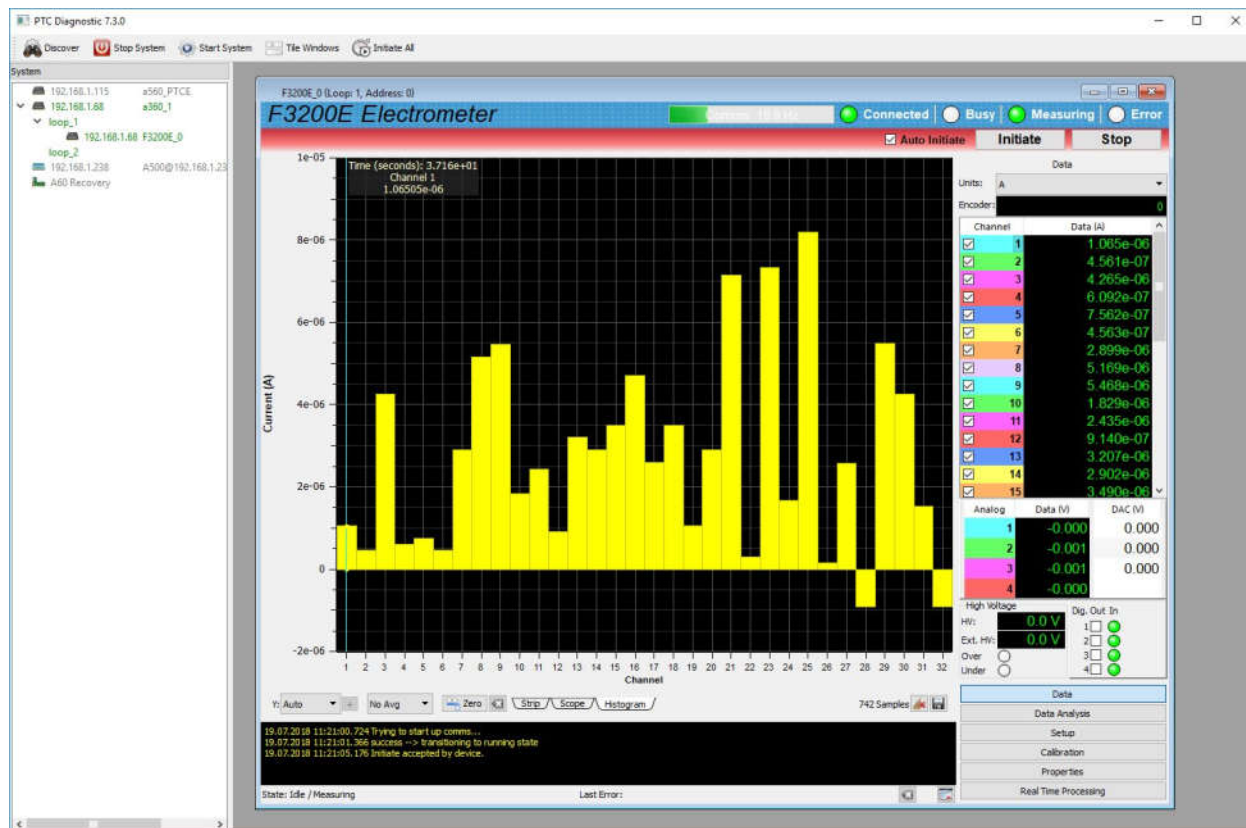 PTC Diagnostic 7.3.0
Discover Stop System Start System Tile Windows Initiate All
System
192.168.1.115 a560_PTCE
192.168.1.68 a360_1
loop_1
192.168.1.68 F3200E_0
loop_2
192.168.1.238 A500@192.168.1.23
A60 Recovery
F3200E_0 (Loop: 1, Address: 0)
F3200E Electrometer
Connected Busy Measuring Error
Auto Initiate Initiate Stop
Time (seconds): 3.716e+01
Channel 1
1.06505e-06
1e-05
8e-06
6e-06
4e-06
2e-06
0
-2e-06
Current (A)
1 2 3 4 5 6 7 8 9 10 11 12 13 14 15 16 17 18 19 20 21 22 23 24 25 26 27 28 29 30 31 32
Channel
Y: Auto + No Avg Zero Strip Scope Histogram 742 Samples
19.07.2018 11:21:00.724 Trying to start up comms...
19.07.2018 11:21:01.366 success --> transitioning to running state
19.07.2018 11:21:05.176 Initiate accepted by device.
State: Idle / Measuring Last Error:
Data
Units: A
Encoder: 0
Channel Data (A)
1 1.065e-06
2 4.561e-07
3 4.265e-06
4 6.092e-07
5 7.562e-07
6 4.563e-07
7 2.899e-06
8 5.169e-06
9 5.468e-06
10 1.829e-06
11 2.435e-06
12 9.140e-07
13 3.207e-06
14 2.902e-06
15 3.490e-06
Analog Data (V) DAC (V)
1 -0.000 0.000
2 -0.001 0.000
3 -0.001 0.000
4 -0.000
High Voltage
HV: 0.0 V
Ext. HV: 0.0 V
Over
Under
Dig. Out In
1
2
3
4
Data
Data Analysis
Setup
Calibration
Properties
Real Time Processing